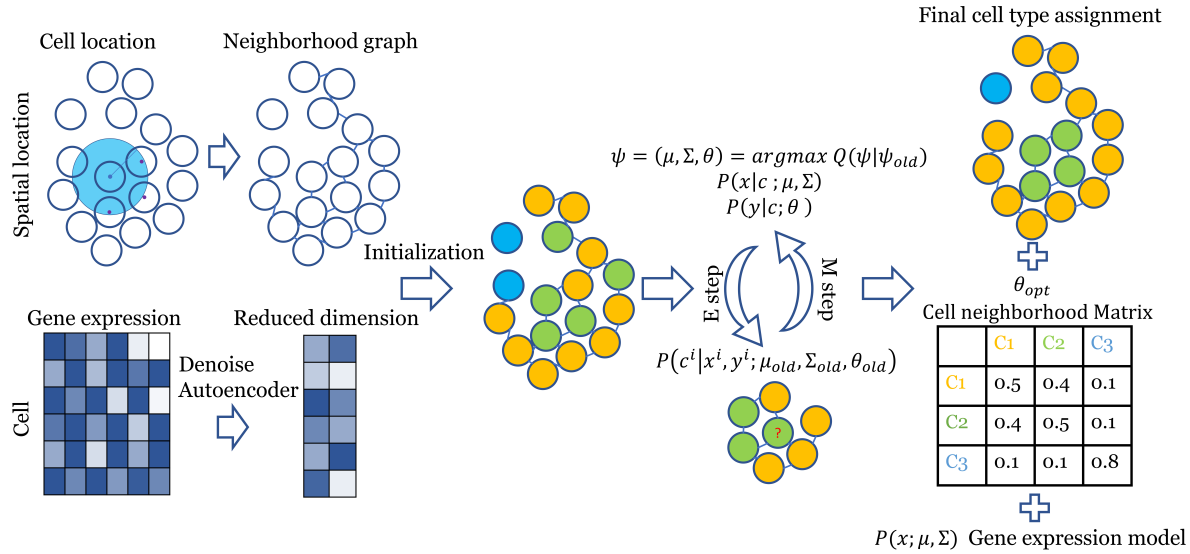 Final cell type assignment
Cell location
Neighborhood graph
Spatial location
ψ = (μ, Σ, θ) = argmax Q(ψ|ψ_old)
P(x|c ; μ, Σ)
P(y|c; θ )
Initialization
E step
M step
P(c^i|x^i, y^i; μ_old, Σ_old, θ_old)
?
θ_opt
Cell neighborhood Matrix
C1 C2 C3
C1 0.5 0.4 0.1
C2 0.4 0.5 0.1
C3 0.1 0.1 0.8
P(x; μ, Σ) Gene expression model
Gene expression
Reduced dimension
Cell
Denoise
Autoencoder